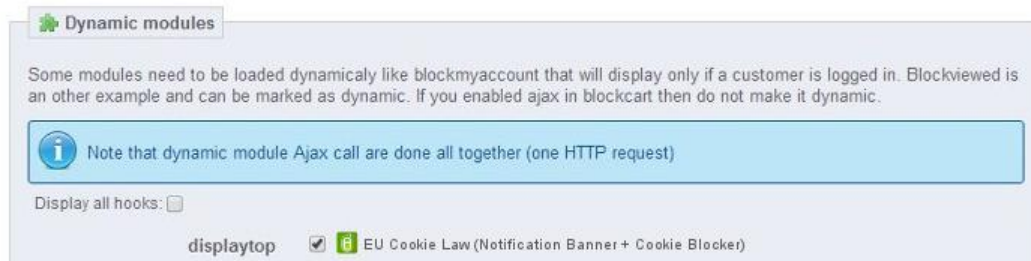 Dynamic modules
Some modules need to be loaded dynamicaly like blockmyaccount that will display only if a customer is logged in. Blockviewed is
an other example and can be marked as dynamic. If you enabled ajax in blockcart then do not make it dynamic.
Note that dynamic module Ajax call are done all together (one HTTP request)
Display all hooks:
displaytop EU Cookie Law (Notification Banner + Cookie Blocker)